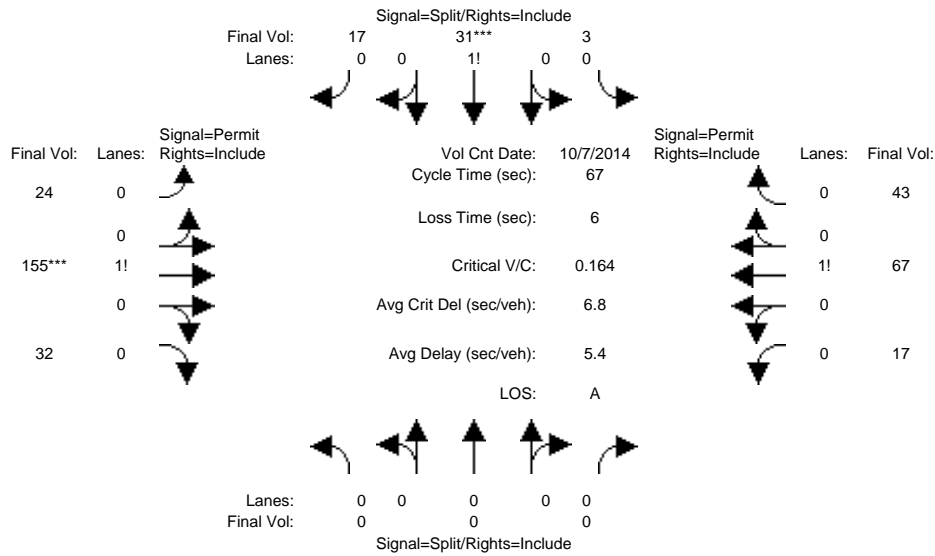 Signal=Split/Rights=Include
Final Vol: 17 31*** 3
Lanes: 0 0 1! 0 0
Signal=Permit Signal=Permit
Final Vol: Lanes: Rights=Include Vol Cnt Date: 10/7/2014 Rights=Include Lanes: Final Vol:
Cycle Time (sec): 67
24 0 0 43
Loss Time (sec): 6
0 0
155*** 1! Critical V/C: 0.164 1! 67
0 Avg Crit Del (sec/veh): 6.8 0
32 0 Avg Delay (sec/veh): 5.4 0 17
LOS: A
Lanes: 0 0 0 0 0
Final Vol: 0 0 0
Signal=Split/Rights=Include